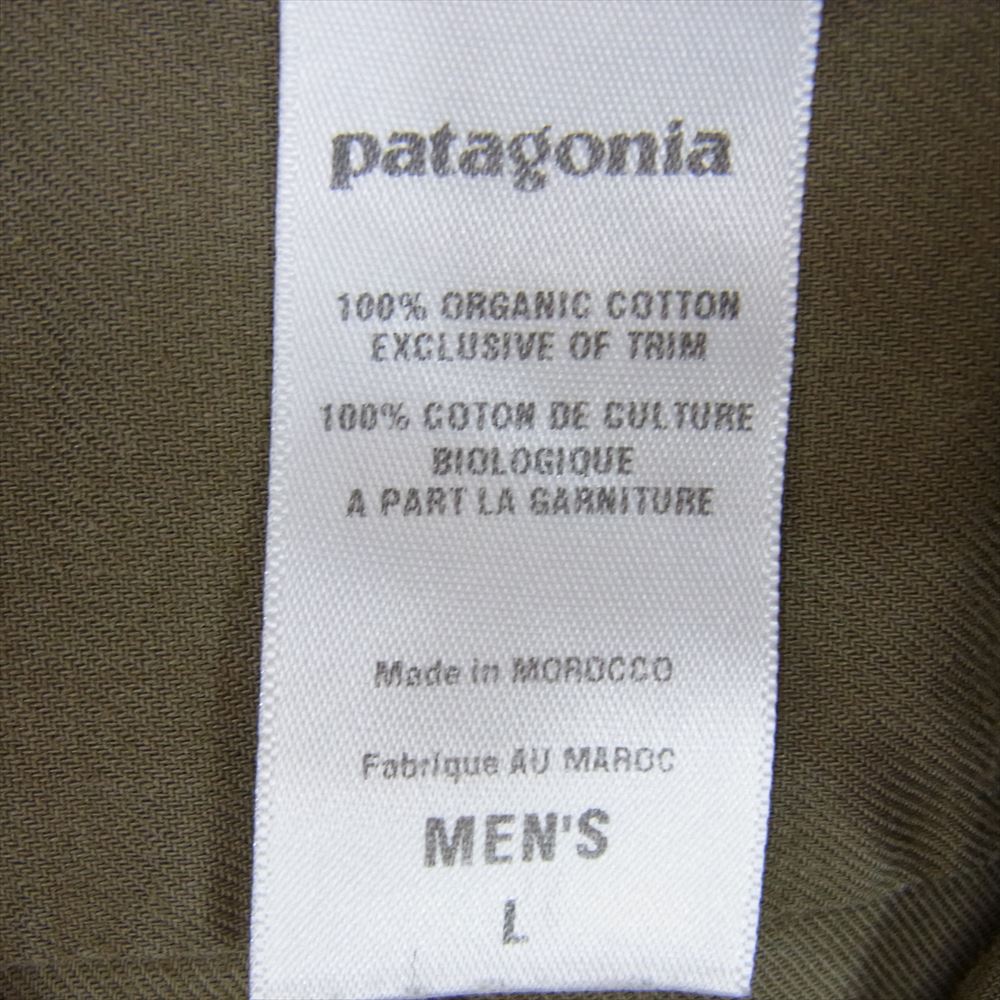 patagonia
100% ORGANIC COTTON
EXCLUSIVE OF TRIM
100% COTON DE CULTURE
BIOLOGIQUE
A PART LA GARNITURE
Made in MOROCCO
Fabrique AU MAROC
MEN'S
L